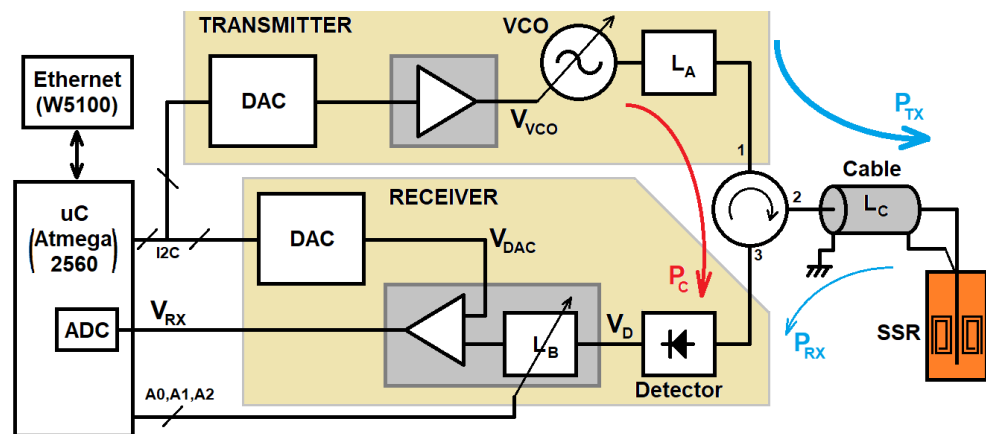 TRANSMITTER
VCO
Ethernet
(W5100)
DAC
L_A
V_VCO
P_TX
1
Cable
RECEIVER
2
L_C
uC
(Atmega
2560)
I2C
DAC
V_DAC
3
P_C
V_RX
ADC
V_D
L_B
P_RX
SSR
Detector
A0,A1,A2